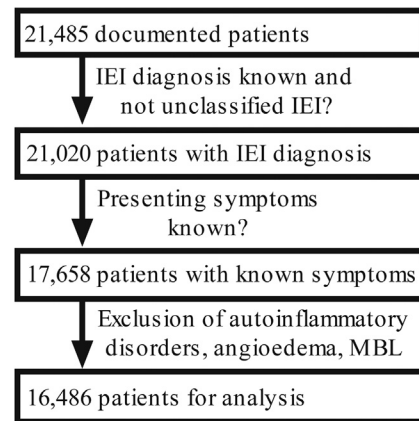 21,485 documented patients
IEI diagnosis known and
not unclassified IEI?
21,020 patients with IEI diagnosis
Presenting symptoms
known?
17,658 patients with known symptoms
Exclusion of autoinflammatory
disorders, angioedema, MBL
16,486 patients for analysis